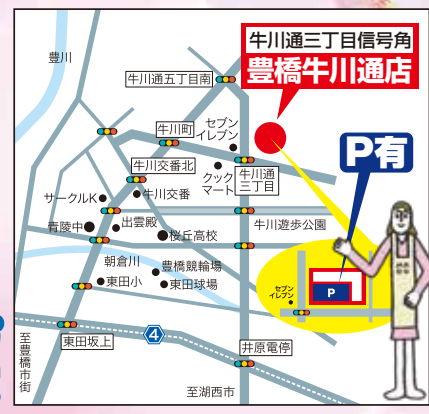 牛川通三丁目信号角
豊橋牛川通店
豊川
牛川通五丁目南
牛川町
セブン
イレブン
P有
牛川交番北
クック
マート
牛川通
三丁目
サークルK
牛川交番
青陵中
出雲殿
桜丘高校
牛川遊歩公園
朝倉川
豊橋競輪場
東田小
東田球場
セブン
イレブン
P
東田坂上
4
井原電停
至豊橋市街
至湖西市